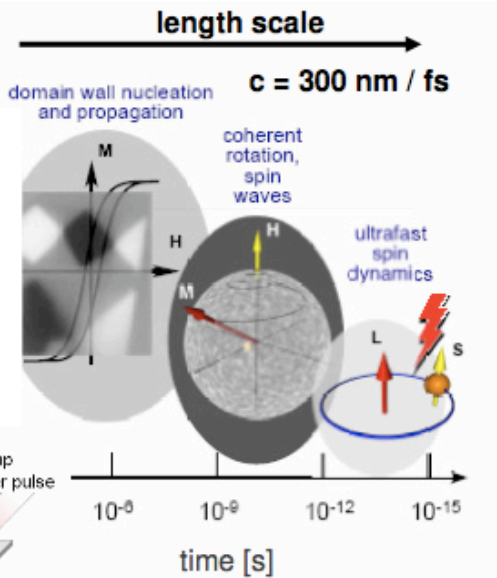 length scale
c = 300 nm / fs
domain wall nucleation
and propagation
coherent
rotation,
spin
waves
ultrafast
spin
dynamics
M
H
H
M
L
S
pulse
10-6
10-9
10-12
10-15
time [s]